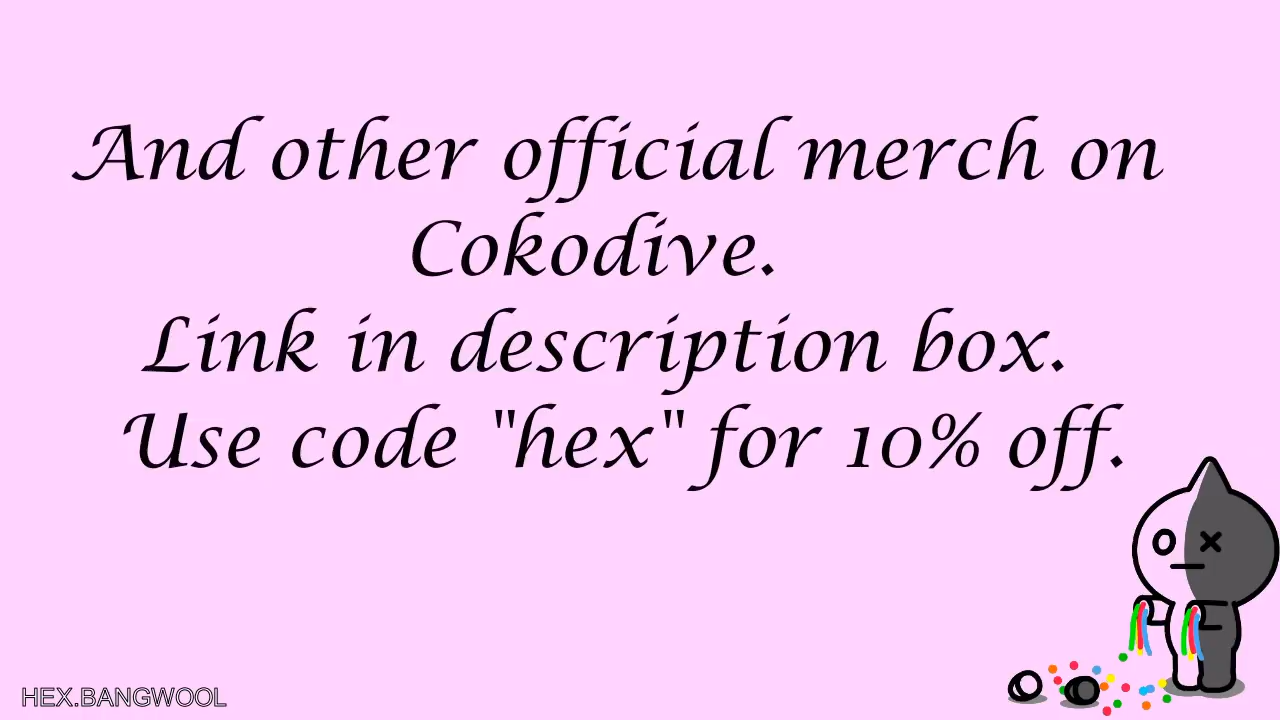 And other official merch on
Cokodive.
Link in description box.
Use code "hex" for 10% off.
HEX.BANGWOOL